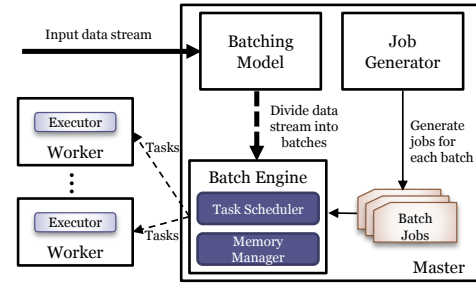 Input data stream
Batching
Model
Job
Generator
Executor
Worker
Tasks
Divide data
stream into
batches
Generate
jobs for
each batch
Batch Engine
Task Scheduler
Memory
Manager
Batch
Jobs
Executor
Worker
Tasks
Master